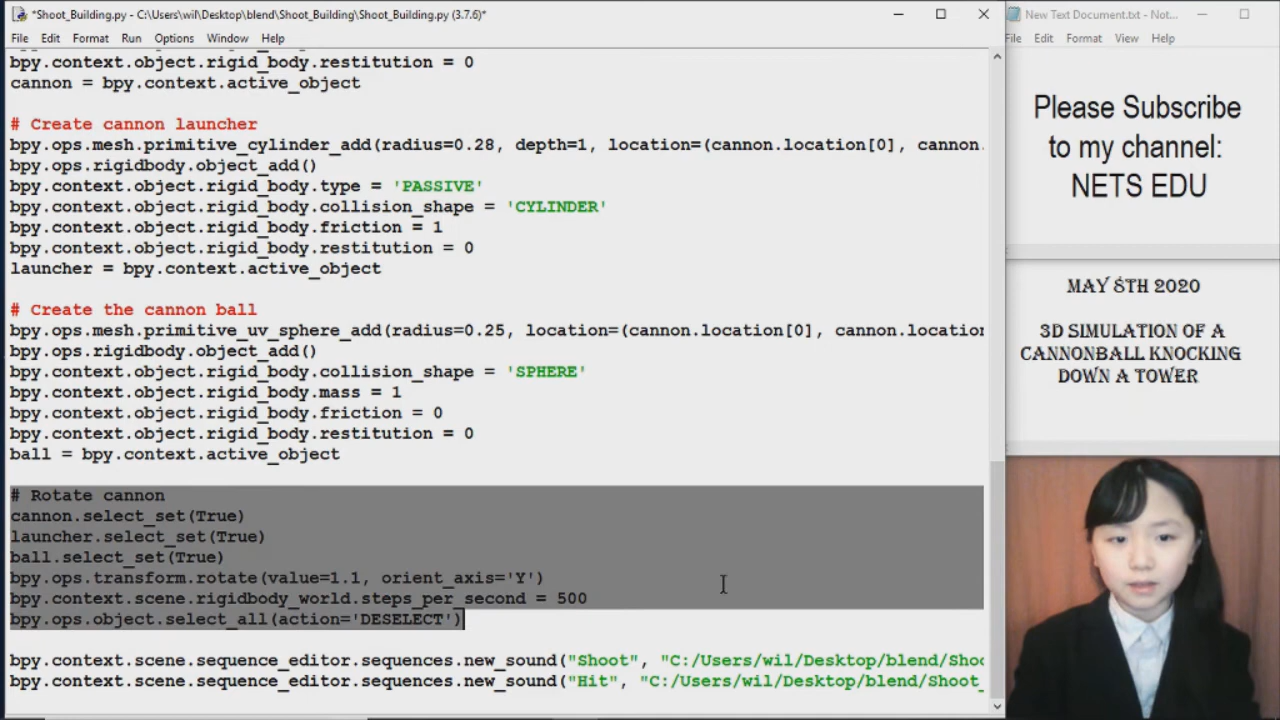 *Shoot_Building.py - C:\Users\wil\Desktop\blend\Shoot_Building\Shoot_Building.py (3.7.6)*
File Edit Format Run Options Window Help
bpy.context.object.rigid_body.restitution = 0
cannon = bpy.context.active_object
# Create cannon launcher
bpy.ops.mesh.primitive_cylinder_add(radius=0.28, depth=1, location=(cannon.location[0], cannon.
bpy.ops.rigidbody.object_add()
bpy.context.object.rigid_body.type = 'PASSIVE'
bpy.context.object.rigid_body.collision_shape = 'CYLINDER'
bpy.context.object.rigid_body.friction = 1
bpy.context.object.rigid_body.restitution = 0
launcher = bpy.context.active_object
# Create the cannon ball
bpy.ops.mesh.primitive_uv_sphere_add(radius=0.25, location=(cannon.location[0], cannon.location
bpy.ops.rigidbody.object_add()
bpy.context.object.rigid_body.collision_shape = 'SPHERE'
bpy.context.object.rigid_body.mass = 1
bpy.context.object.rigid_body.friction = 0
bpy.context.object.rigid_body.restitution = 0
ball = bpy.context.active_object
# Rotate cannon
cannon.select_set(True)
launcher.select_set(True)
ball.select_set(True)
bpy.ops.transform.rotate(value=1.1, orient_axis='Y')
bpy.context.scene.rigidbody_world.steps_per_second = 500
bpy.ops.object.select_all(action='DESELECT')
bpy.context.scene.sequence_editor.sequences.new_sound("Shoot", "C:/Users/wil/Desktop/blend/Shoo
bpy.context.scene.sequence_editor.sequences.new_sound("Hit", "C:/Users/wil/Desktop/blend/Shoot_
New Text Document.txt - Not...
File Edit Format View Help
Please Subscribe
to my channel:
NETS EDU
MAY 8TH 2020
3D SIMULATION OF A
CANNONBALL KNOCKING
DOWN A TOWER